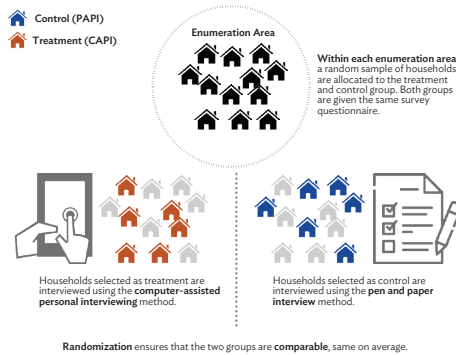 Control (PAPI)
Treatment (CAPI)
Enumeration Area
Within each enumeration area
a random sample of households
are allocated to the treatment
and control group. Both groups
are given the same survey
questionnaire.
Households selected as treatment are
interviewed using the computer-assisted
personal interviewing method.
Households selected as control are
interviewed using the pen and paper
interview method.
Randomization ensures that the two groups are comparable, same on average.